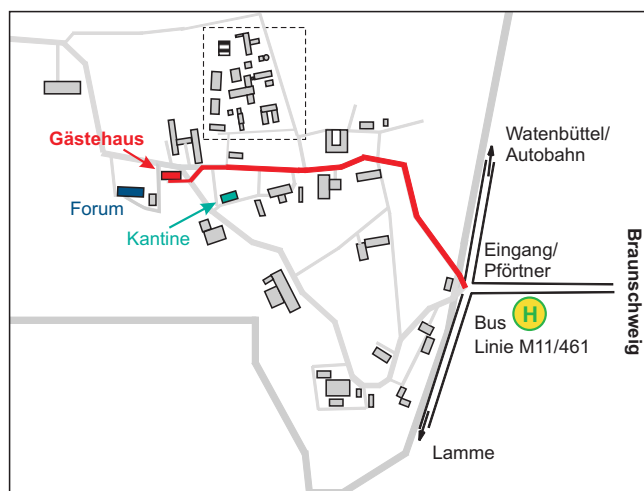 Gästehaus
Forum
Kantine
Watenbüttel/
Autobahn
Eingang/
Pförtner
Braunschweig
H
Bus
Linie M11/461
Lamme